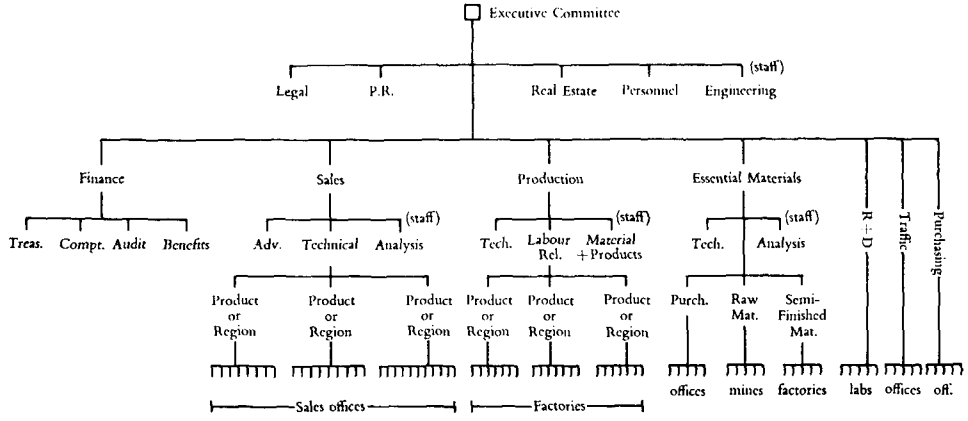 Executive Committee
(staff)
Legal P.R. Real Estate Personnel Engineering
Finance Sales Production Essential Materials R+D Traffic Purchasing
(staff) (staff) (staff)
Treas. Compt. Audit Benefits Adv. Technical Analysis Tech. Labour Rel. Material + Products Tech. Analysis
Product or Region Product or Region Product or Region Product or Region Product or Region Product or Region Purch. Raw Mat. Semi-Finished Mat.
offices mines factories labs offices off.
Sales offices Factories